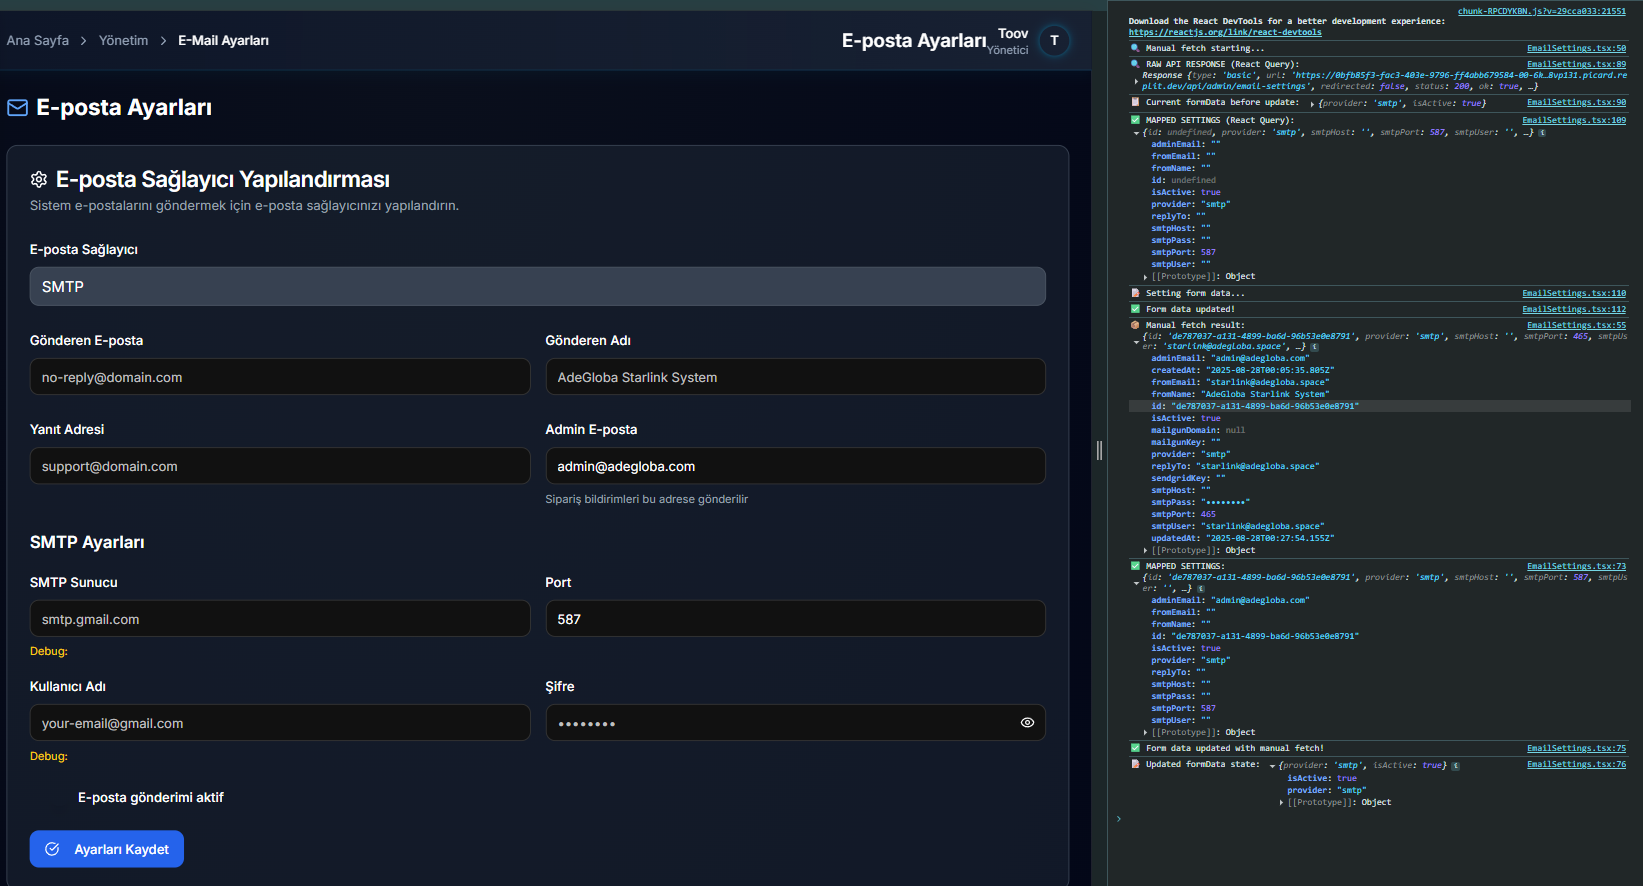 Ana Sayfa > Yönetim > E-Mail Ayarları
E-posta Ayarları
Toov
Yönetici
T
E-posta Ayarları
E-posta Sağlayıcı Yapılandırması
Sistem e-postalarını göndermek için e-posta sağlayıcınızı yapılandırın.
E-posta Sağlayıcı
SMTP
Gönderen E-posta
Gönderen Adı
no-reply@domain.com
AdeGloba Starlink System
Yanıt Adresi
Admin E-posta
support@domain.com
admin@adegloba.com
Sipariş bildirimleri bu adrese gönderilir
SMTP Ayarları
SMTP Sunucu
Port
smtp.gmail.com
587
Debug:
Kullanıcı Adı
Şifre
your-email@gmail.com
••••••••
Debug:
E-posta gönderimi aktif
Ayarları Kaydet
chunk-RPCDYKBN.js?v=29cca033:21551
Download the React DevTools for a better development experience:
https://reactjs.org/link/react-devtools
Manual fetch starting... EmailSettings.tsx:50
RAW API RESPONSE (React Query): EmailSettings.tsx:89
Response {type: 'basic', url: 'https://0bfb85f3-fac3-403e-9796-ff4abb679584-00-6k…8vp131.picard.re
plit.dev/api/admin/email-settings', redirected: false, status: 200, ok: true, …}
Current formData before update: {provider: 'smtp', isActive: true} EmailSettings.tsx:90
MAPPED SETTINGS (React Query): EmailSettings.tsx:109
{id: undefined, provider: 'smtp', smtpHost: '', smtpPort: 587, smtpUser: '', …}
adminEmail: ""
fromEmail: ""
fromName: ""
id: undefined
isActive: true
provider: "smtp"
replyTo: ""
smtpHost: ""
smtpPass: ""
smtpPort: 587
smtpUser: ""
[[Prototype]]: Object
Setting form data... EmailSettings.tsx:110
Form data updated! EmailSettings.tsx:112
Manual fetch result: EmailSettings.tsx:55
{id: 'de787037-a131-4899-ba6d-96b53e0e8791', provider: 'smtp', smtpHost: '', smtpPort: 465, smtpUs
er: 'starlink@adegloba.space', …}
adminEmail: "admin@adegloba.com"
createdAt: "2025-08-28T00:05:35.805Z"
fromEmail: "starlink@adegloba.space"
fromName: "AdeGloba Starlink System"
id: "de787037-a131-4899-ba6d-96b53e0e8791"
isActive: true
mailgunDomain: null
mailgunKey: ""
provider: "smtp"
replyTo: "starlink@adegloba.space"
sendgridKey: ""
smtpHost: ""
smtpPass: "••••••••"
smtpPort: 465
smtpUser: "starlink@adegloba.space"
updatedAt: "2025-08-28T00:27:54.155Z"
[[Prototype]]: Object
MAPPED SETTINGS: EmailSettings.tsx:73
{id: 'de787037-a131-4899-ba6d-96b53e0e8791', provider: 'smtp', smtpHost: '', smtpPort: 587, smtpUs
er: '', …}
adminEmail: "admin@adegloba.com"
fromEmail: ""
fromName: ""
id: "de787037-a131-4899-ba6d-96b53e0e8791"
isActive: true
provider: "smtp"
replyTo: ""
smtpHost: ""
smtpPass: ""
smtpPort: 587
smtpUser: ""
[[Prototype]]: Object
Form data updated with manual fetch! EmailSettings.tsx:75
Updated formData state: {provider: 'smtp', isActive: true} EmailSettings.tsx:76
isActive: true
provider: "smtp"
[[Prototype]]: Object